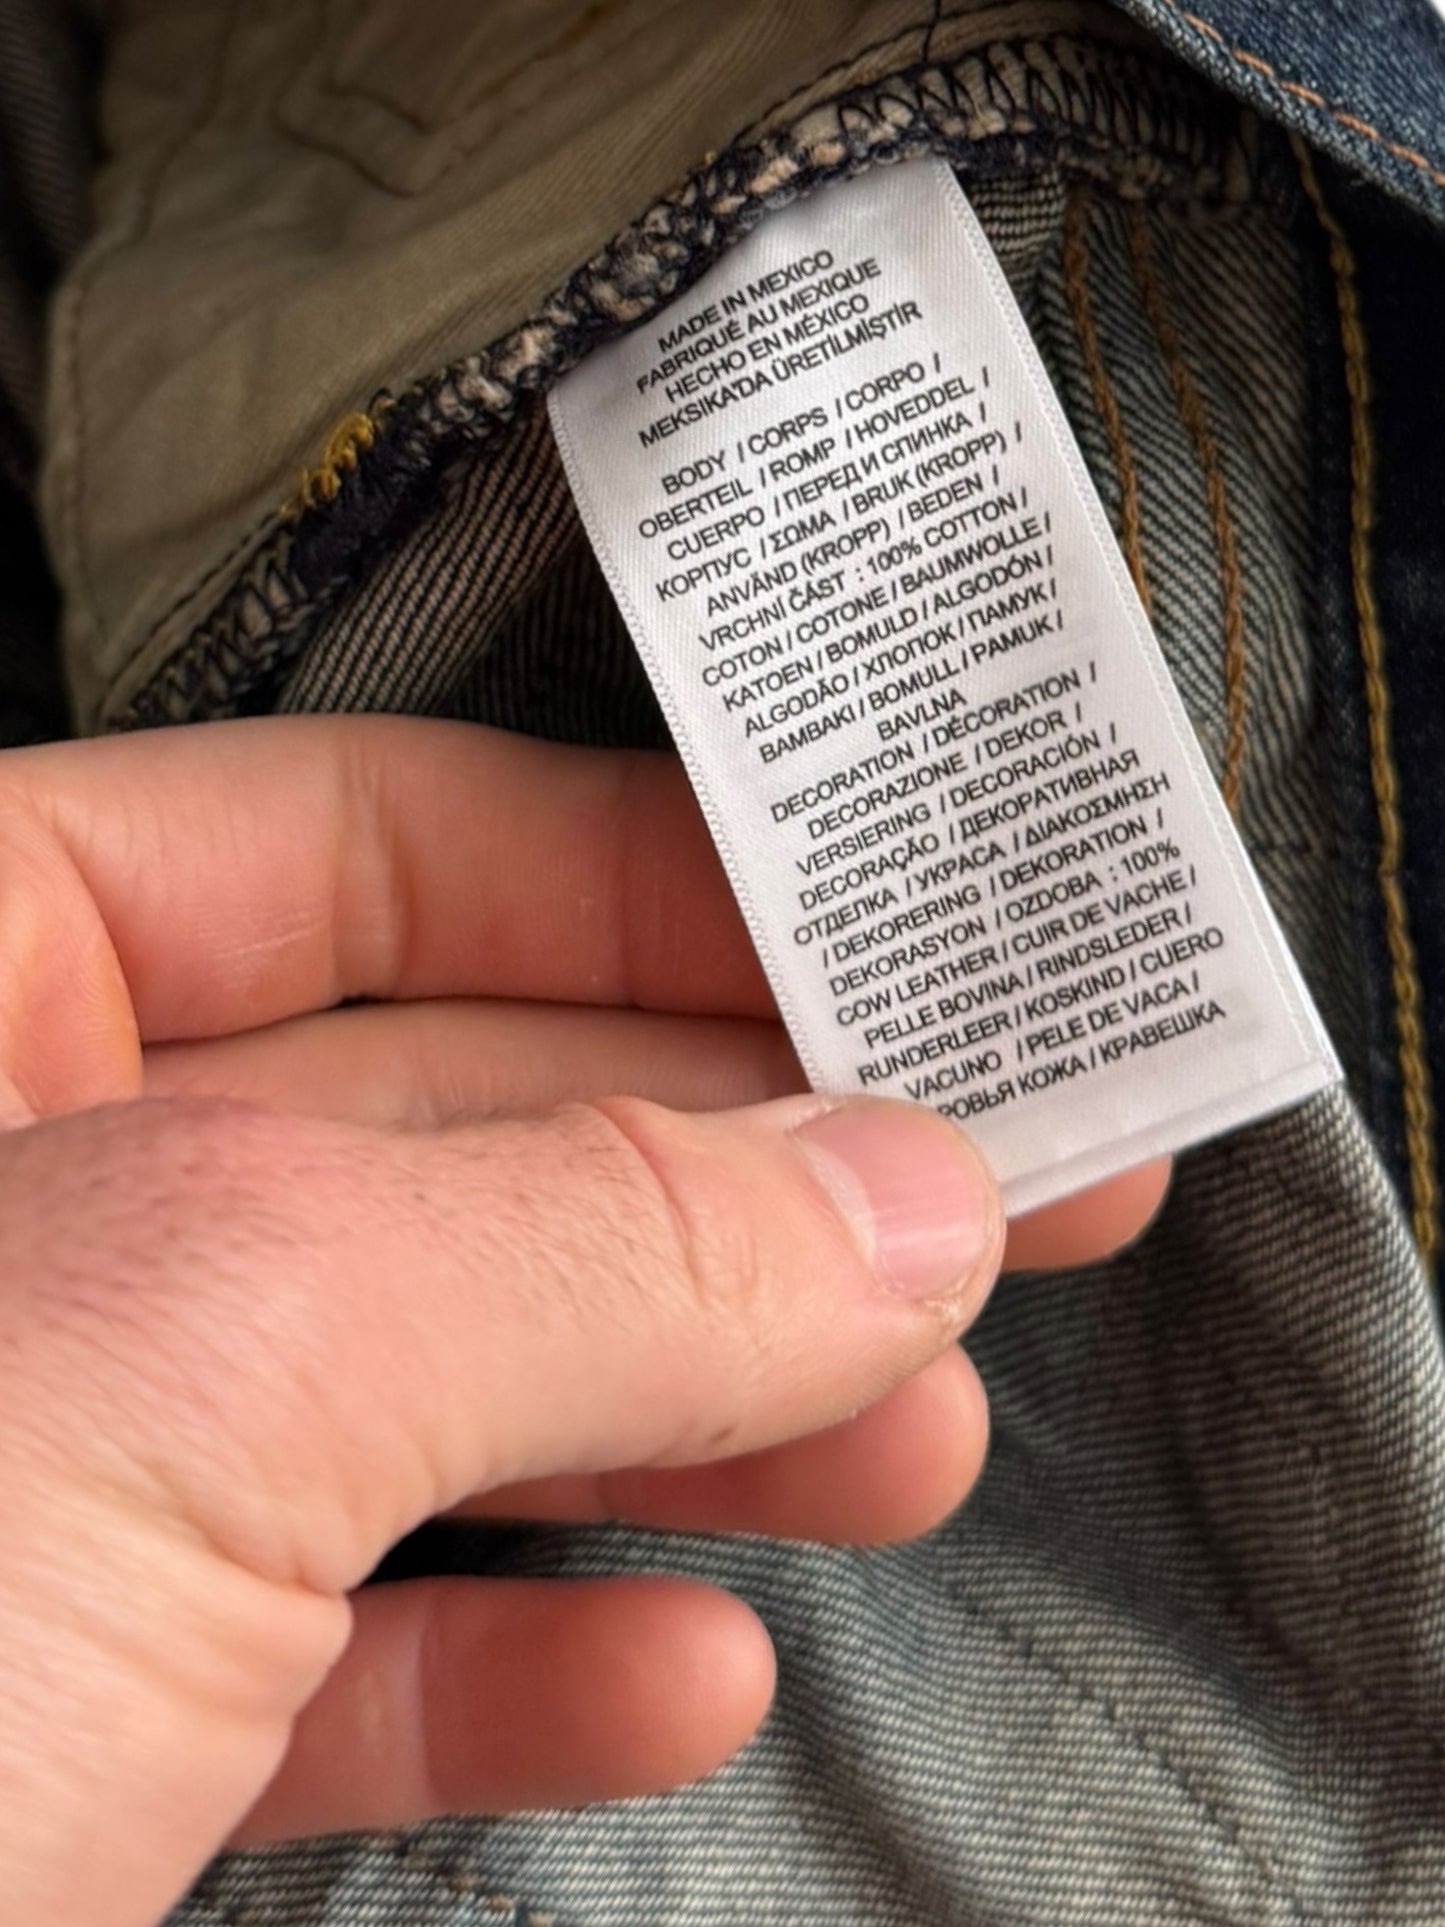 MADE IN MEXICO
FABRIQUÉ AU MEXIQUE
HECHO EN MÉXICO
MEKSIKA'DA ÜRETİLMİŞTİR
BODY / CORPS / CORPO /
OBERTEIL / ROMP / HOVEDDEL /
CUERPO / ПЕРЕД И СПИНКА /
КОРПУС / ΣΩΜΑ / BRUK (KROPP) /
ANVÄND (KROPP) / BEDEN /
VRCHNÍ ČÁST : 100% COTTON /
COTON / COTONE / BAUMWOLLE /
KATOEN / BOMULD / ALGODÓN /
ALGODÃO / ХЛОПОК / ПАМУК /
BAMBAKI / BOMULL / PAMUK /
BAVLNA
DECORATION / DÉCORATION /
DECORAZIONE / DEKOR /
VERSIERING / DECORACIÓN /
DECORAÇÃO / ДЕКОРАТИВНАЯ
ОТДЕЛКА / УКРАСА / ΔΙΑΚΟΣΜΗΣΗ
/ DEKORERING / DEKORATION /
DEKORASYON / OZDOBA : 100%
COW LEATHER / CUIR DE VACHE /
PELLE BOVINA / RINDSLEDER /
RUNDERLEER / KOSKIND / CUERO
VACUNO / PELE DE VACA /
РОВЬЯ КОЖА / КРАВЕШКА